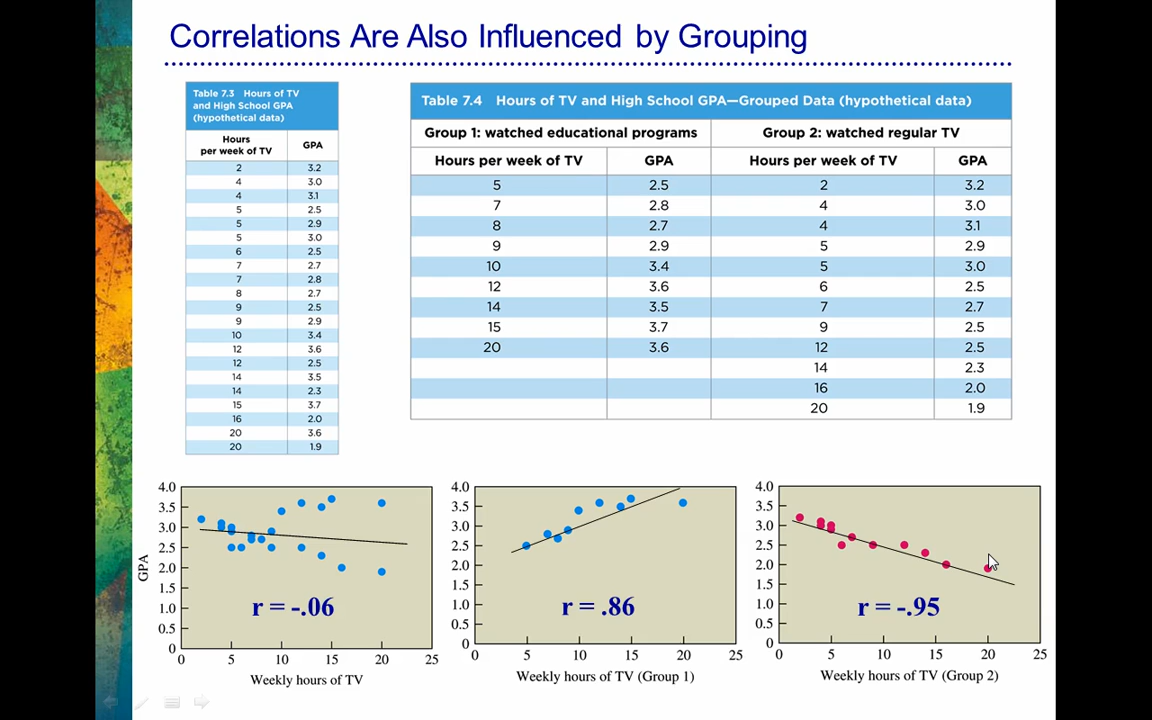 Correlations Are Also Influenced by Grouping
Table 7.3 Hours of TV
and High School GPA
(hypothetical data)
Hours
per week of TV GPA
2 3.2
4 3.0
4 3.1
5 2.5
5 2.9
5 3.0
6 2.5
7 2.7
7 2.8
8 2.7
9 2.5
9 2.9
10 3.4
12 3.6
12 2.5
14 3.5
14 2.3
15 3.7
16 2.0
20 3.6
20 1.9
Table 7.4 Hours of TV and High School GPA—Grouped Data (hypothetical data)
Group 1: watched educational programs Group 2: watched regular TV
Hours per week of TV GPA Hours per week of TV GPA
5 2.5 2 3.2
7 2.8 4 3.0
8 2.7 4 3.1
9 2.9 5 2.9
10 3.4 5 3.0
12 3.6 6 2.5
14 3.5 7 2.7
15 3.7 9 2.5
20 3.6 12 2.5
14 2.3
16 2.0
20 1.9
4.0
3.5
3.0
2.5
2.0
1.5
1.0
0.5
0
GPA
r = -.06
0 5 10 15 20 25
Weekly hours of TV
4.0
3.5
3.0
2.5
2.0
1.5
1.0
0.5
0
r = .86
0 5 10 15 20 25
Weekly hours of TV (Group 1)
4.0
3.5
3.0
2.5
2.0
1.5
1.0
0.5
0
r = -.95
0 5 10 15 20 25
Weekly hours of TV (Group 2)